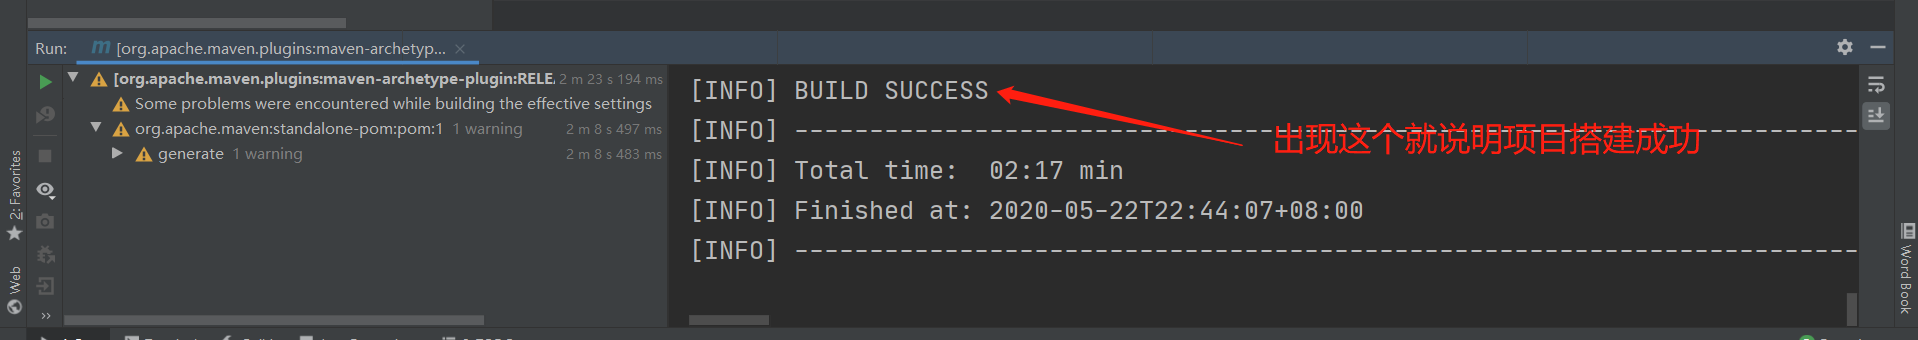 Run: [org.apache.maven.plugins:maven-archetyp...
[org.apache.maven.plugins:maven-archetype-plugin:RELE 2 m 23 s 194 ms
Some problems were encountered while building the effective settings
org.apache.maven:standalone-pom:pom:1 1 warning 2 m 8 s 497 ms
generate 1 warning 2 m 8 s 483 ms
[INFO] BUILD SUCCESS
[INFO] ------------------------------------------------------------------------
出现这个就说明项目搭建成功
[INFO] Total time:  02:17 min
[INFO] Finished at: 2020-05-22T22:44:07+08:00
[INFO] ------------------------------------------------------------------------
2: Favorites
Web
Word Book